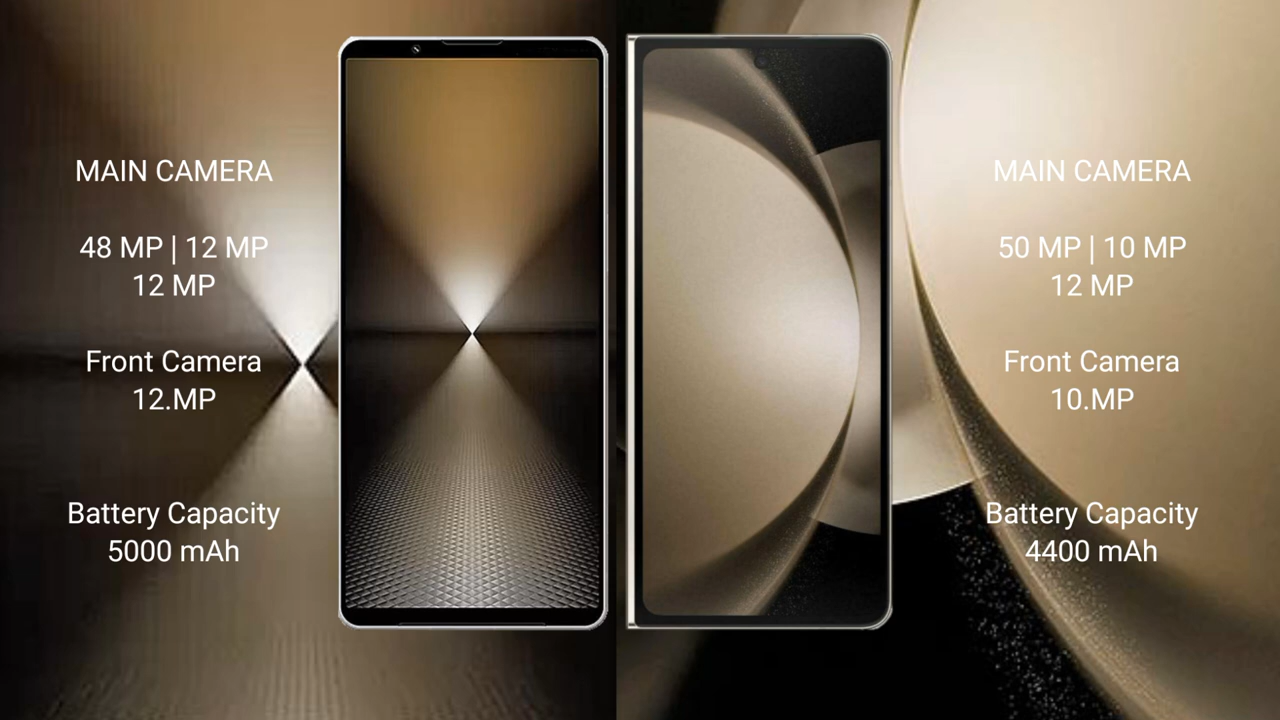 MAIN CAMERA
48 MP | 12 MP
12 MP
Front Camera
12.MP
Battery Capacity
5000 mAh
MAIN CAMERA
50 MP | 10 MP
12 MP
Front Camera
10.MP
Battery Capacity
4400 mAh